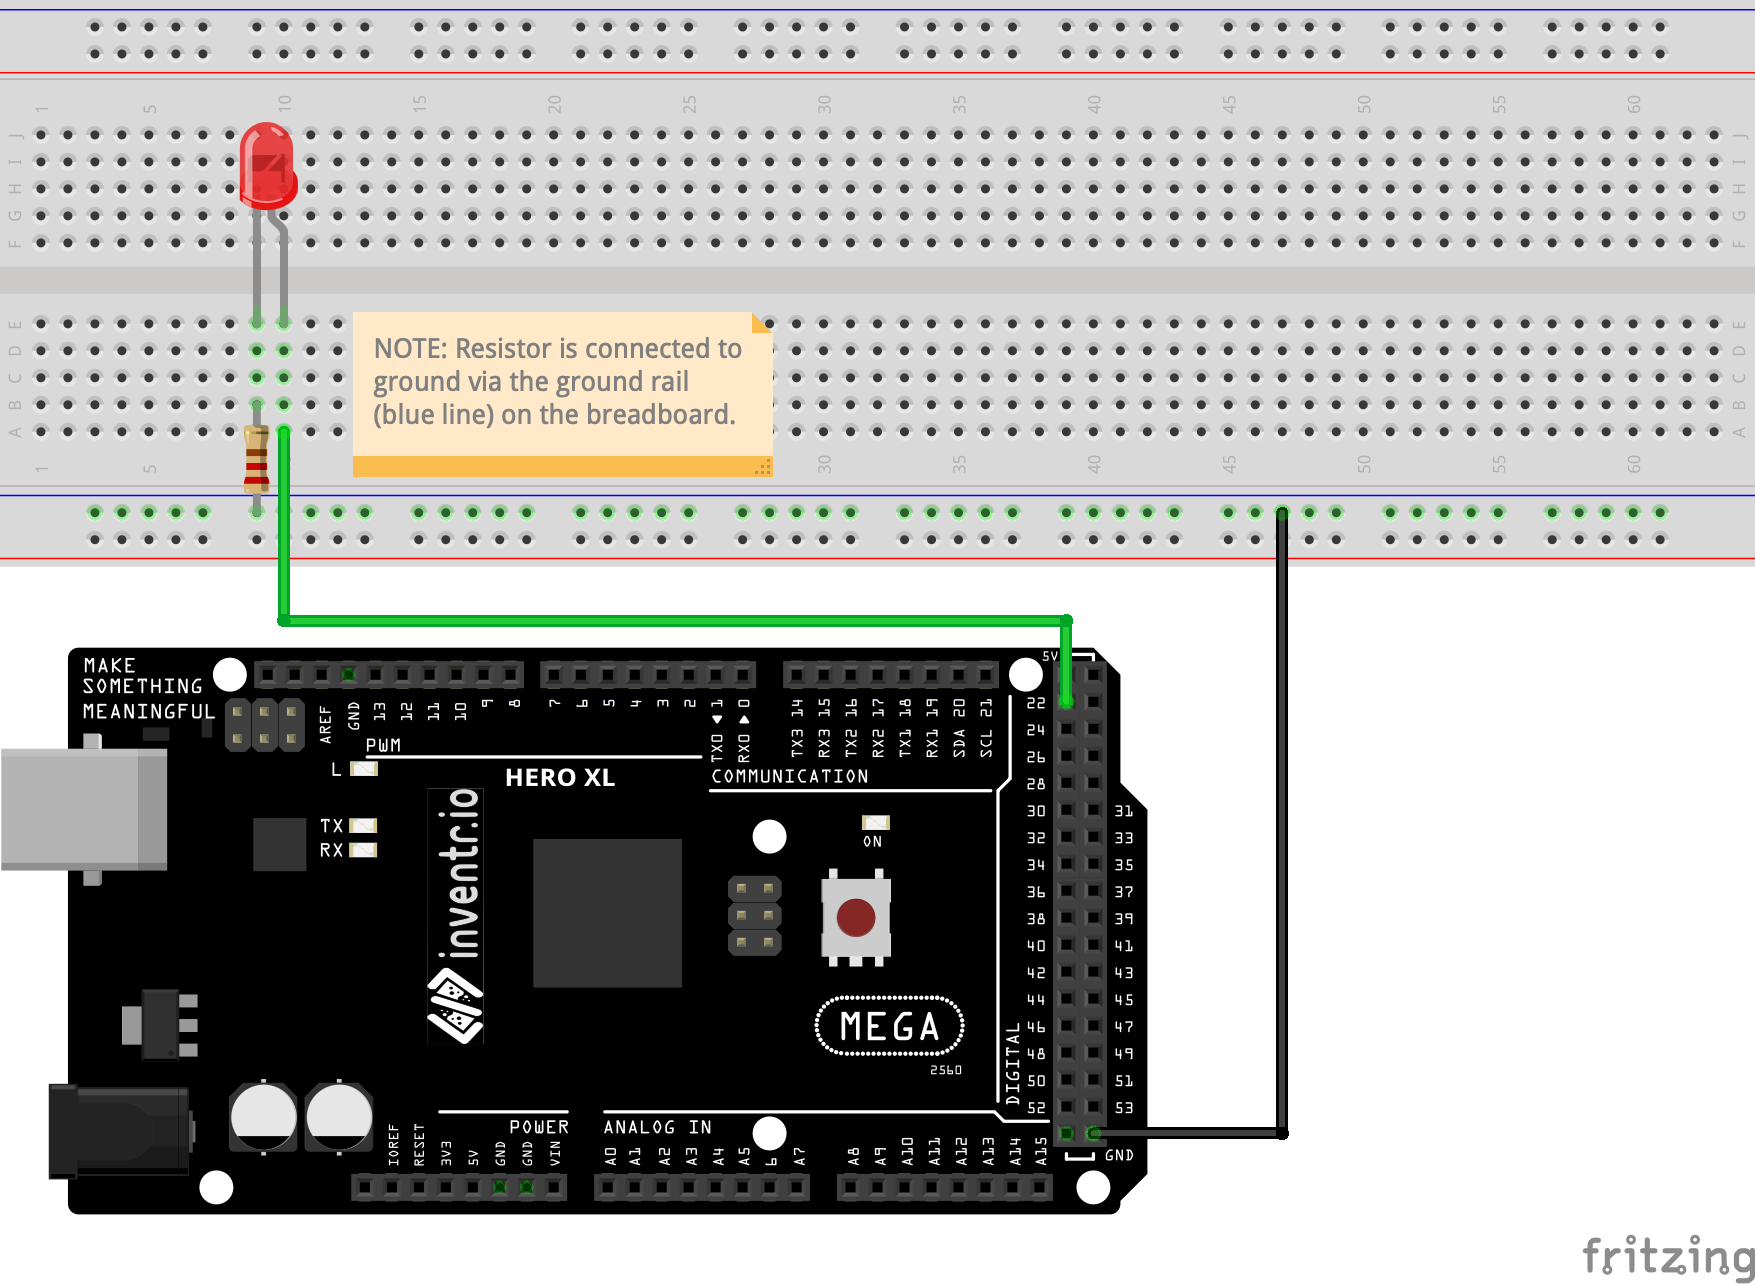 1 5 10 15 20 25 30 35 40 45 50 55 60
J J
I I
H H
G G
F F
E E
D D
C C
B B
A A
NOTE: Resistor is connected to
ground via the ground rail
(blue line) on the breadboard.
1 5 30 35 40 45 50 55 60
MAKE
SOMETHING
MEANINGFUL
5V
AREF GND 13 12 11 10 9 8 7 6 5 4 3 2 TX0 1 RX0 0 TX3 14 RX3 15 TX2 16 RX2 17 TX1 18 RX1 19 SDA 20 SCL 21
PWM
L
HERO XL
COMMUNICATION
TX
RX
ON
inventr.io
22
24
26
28
30 31
32 33
34 35
36 37
38 39
40 41
42 43
44 45
46 47
48 49
50 51
52 53
MEGA
2560
DIGITAL
POWER
ANALOG IN
IOREF RESET 3V3 5V GND GND VIN A0 A1 A2 A3 A4 A5 6 A7 A8 A9 A10 A11 A12 A13 A14 A15
GND
fritzing